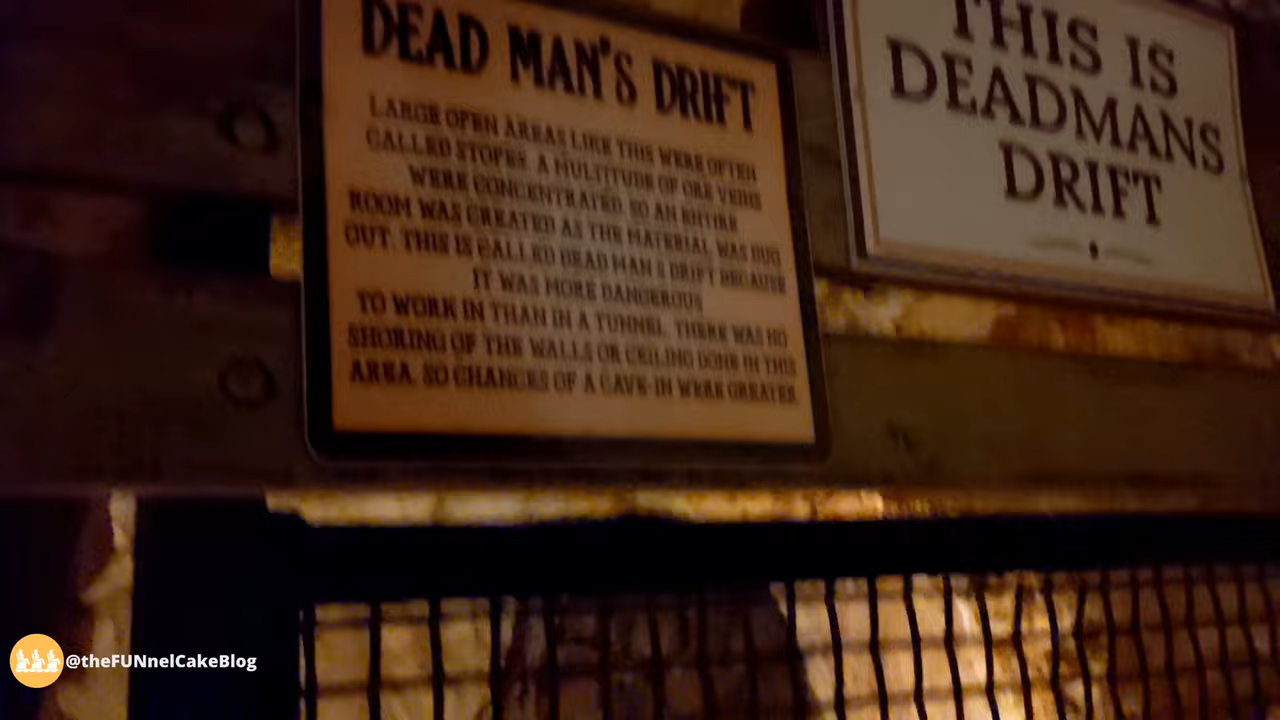 DEAD MAN'S DRIFT
LARGE OPEN AREAS LIKE THIS WERE OFTEN
CALLED STOPES. A MULTITUDE OF ORE VEINS
WERE CONCENTRATED, SO AN ENTIRE
ROOM WAS CREATED AS THE MATERIAL WAS DUG
OUT. THIS IS CALLED DEAD MAN'S DRIFT BECAUSE
IT WAS MORE DANGEROUS
TO WORK IN THAN IN A TUNNEL. THERE WAS NO
SHORING OF THE WALLS OR CEILING DONE IN THIS
AREA, SO CHANCES OF A CAVE-IN WERE GREATER
THIS IS
DEADMANS
DRIFT
@theFUNnelCakeBlog